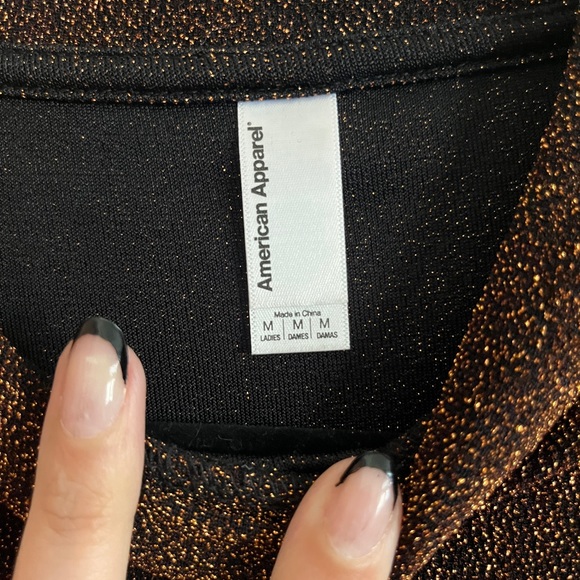 American Apparel®
Made in China
M | M | M
LADIES | DAMES | DAMAS